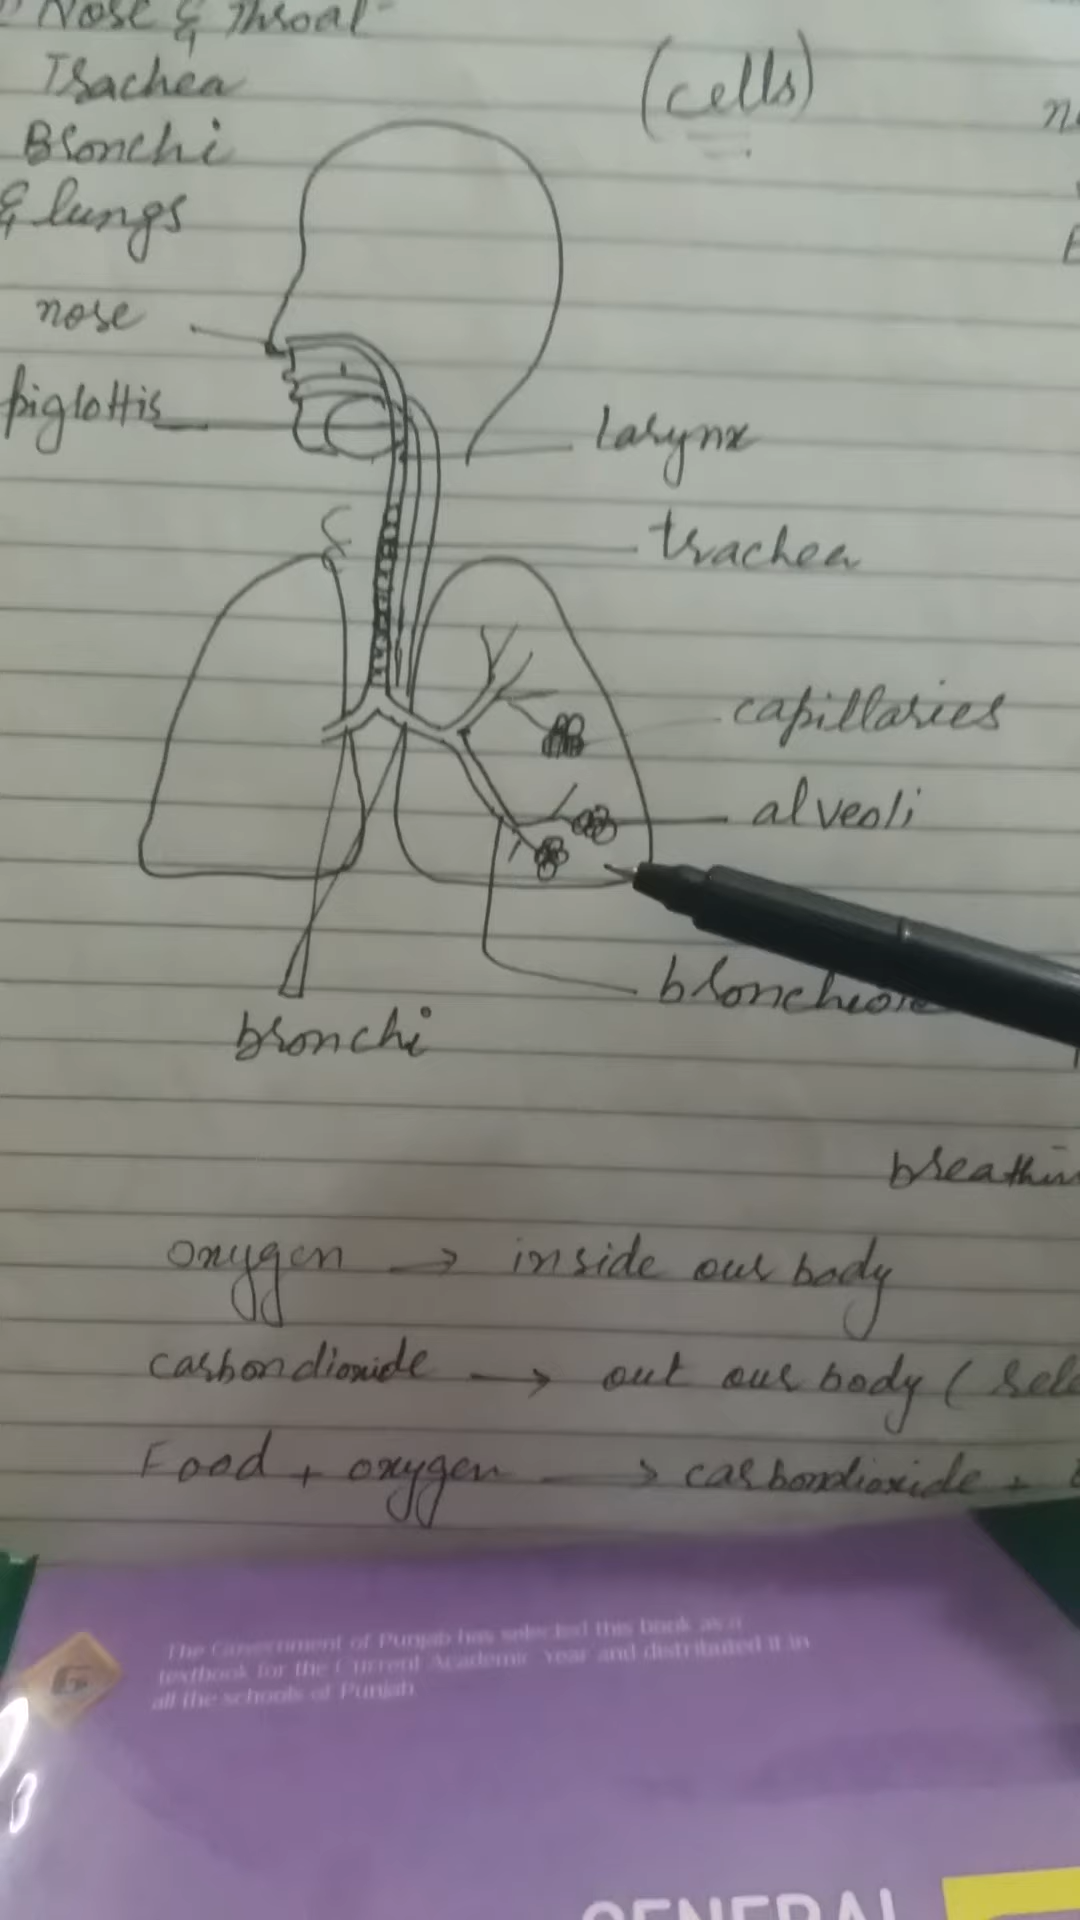 Nose & Throat
Trachea
(cells)
Bronchi
& lungs
nose
piglottis
larynx
trachea
capillaries
alveoli
bronchi
oxygen → inside our body
carbondioxide → out our body (
Food + oxygen → carbondioxide +
The Government of Punjab has selected this book as a
textbook for the Current Academic Year and distributed it in
all the schools of Punjab
GENERAL